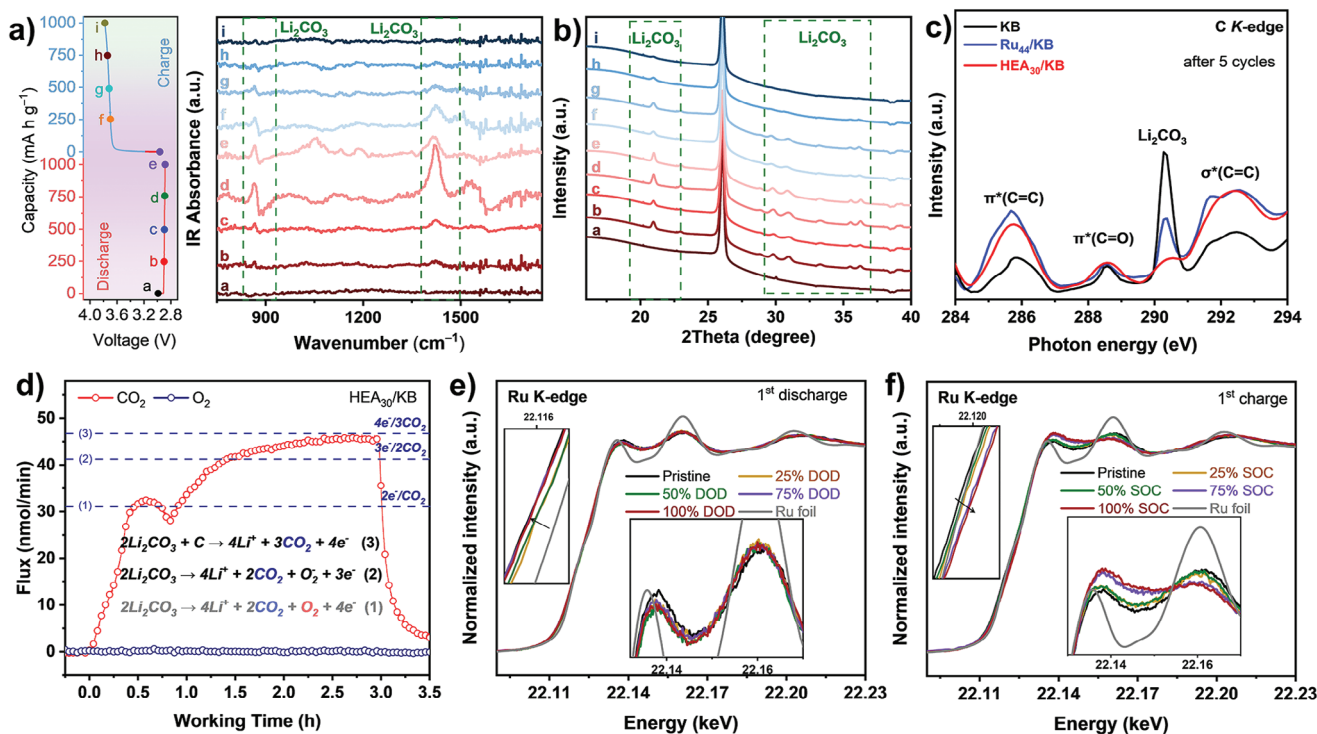 a)
Capacity (mA h g⁻¹)
1000
750
500
250
0
1000
750
500
250
0
i
h
g
f
e
d
c
b
a
Charge
Discharge
4.0 3.6 3.2 2.8
Voltage (V)
IR Absorbance (a.u.)
Li₂CO₃ Li₂CO₃
i
h
g
f
e
d
c
b
a
750 900 1050 1500
Wavenumber (cm⁻¹)
b)
Intensity (a.u.)
Li₂CO₃ Li₂CO₃
i
h
g
f
e
d
c
b
a
20 25 30 35 40
2Theta (degree)
c)
Intensity (a.u.)
KB
Ru₄₄/KB
HEA₃₀/KB
C K-edge
after 5 cycles
Li₂CO₃
σ*(C=C)
π*(C=C)
π*(C=O)
284 286 288 290 292 294
Photon energy (eV)
d)
Flux (nmol/min)
50
40
30
20
10
0
CO₂ O₂ HEA₃₀/KB
4e⁻/3CO₂
(3)
3e⁻/2CO₂
(2)
2e⁻/CO₂
(1)
2Li₂CO₃ + C → 4Li⁺ + 3CO₂ + 4e⁻ (3)
2Li₂CO₃ → 4Li⁺ + 2CO₂ + O₂⁻ + 3e⁻ (2)
2Li₂CO₃ → 4Li⁺ + 2CO₂ + O₂ + 4e⁻ (1)
0.0 0.5 1.0 1.5 2.0 2.5 3.0 3.5
Working Time (h)
e)
Normalized intensity (a.u.)
Ru K-edge 1st discharge
22.116
Pristine 25% DOD
50% DOD 75% DOD
100% DOD Ru foil
22.14 22.16
22.11 22.14 22.17 22.20 22.23
Energy (keV)
f)
Normalized intensity (a.u.)
Ru K-edge 1st charge
22.120
Pristine 25% SOC
50% SOC 75% SOC
100% SOC Ru foil
22.14 22.16
22.11 22.14 22.17 22.20 22.23
Energy (keV)